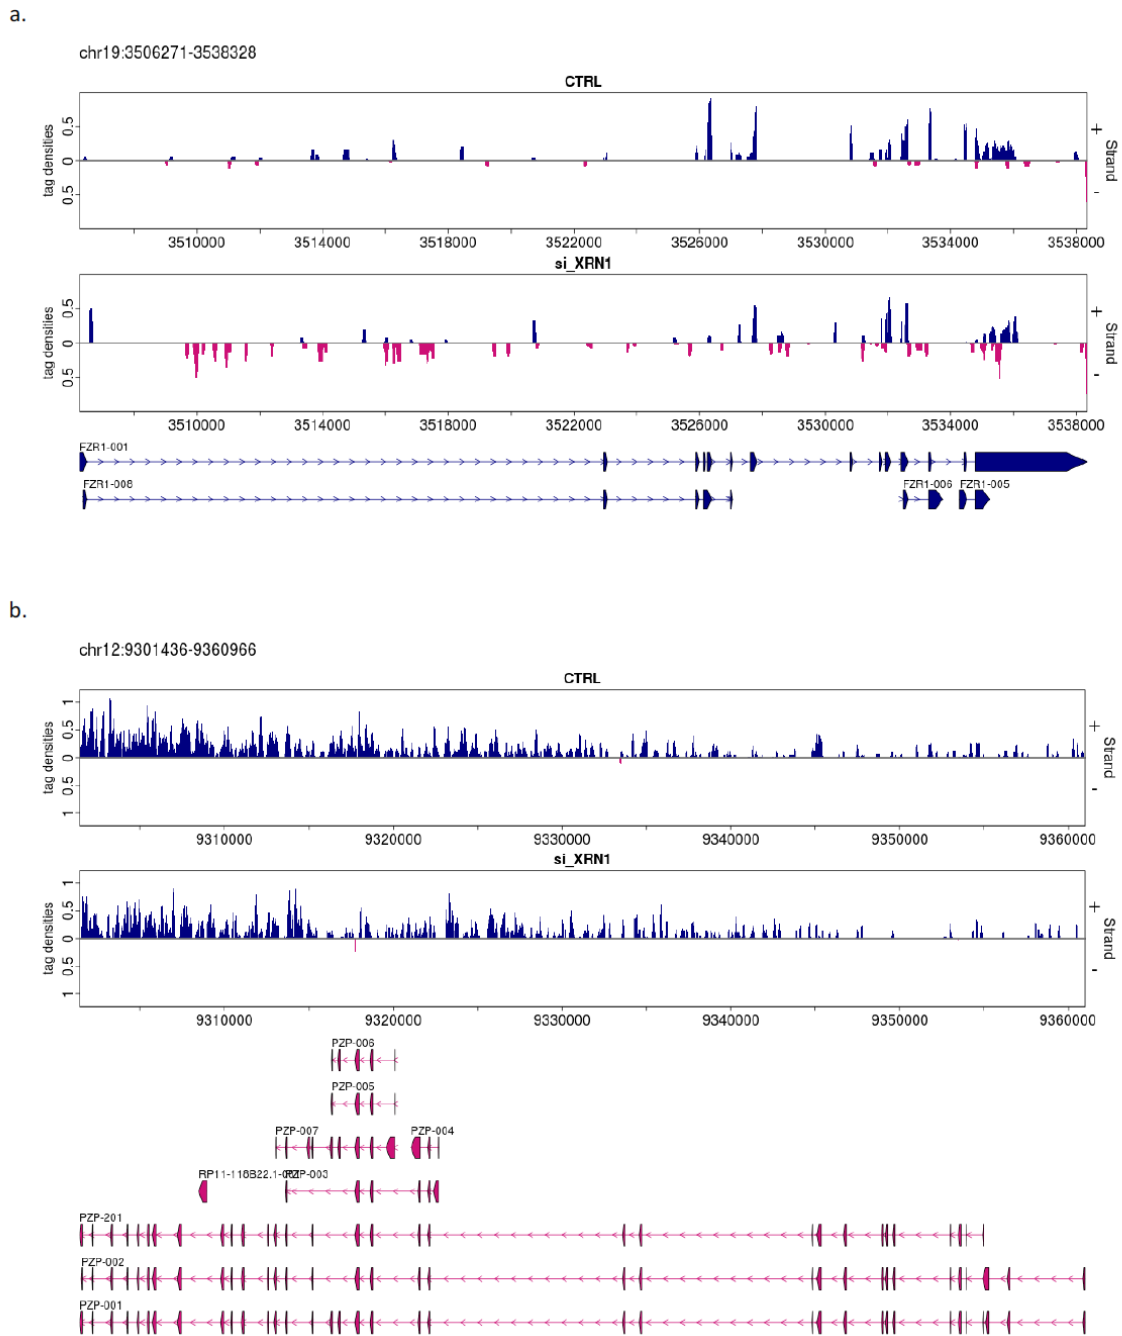 a.
chr19:3506271-3538328
CTRL
tag densities
0.5
0
0.5
+
Strand
-
3510000 3514000 3518000 3522000 3526000 3530000 3534000 3538000
si_XRN1
tag densities
0.5
0
0.5
+
Strand
-
3510000 3514000 3518000 3522000 3526000 3530000 3534000 3538000
FZR1-001
FZR1-008 FZR1-006 FZR1-005
b.
chr12:9301436-9360966
CTRL
tag densities
1
0.5
0
0.5
1
+
Strand
-
9310000 9320000 9330000 9340000 9350000 9360000
si_XRN1
tag densities
1
0.5
0
0.5
1
+
Strand
-
9310000 9320000 9330000 9340000 9350000 9360000
PZP-006
PZP-005
PZP-007 PZP-004
RP11-118B22.1-001 PZP-003
PZP-201
PZP-002
PZP-001